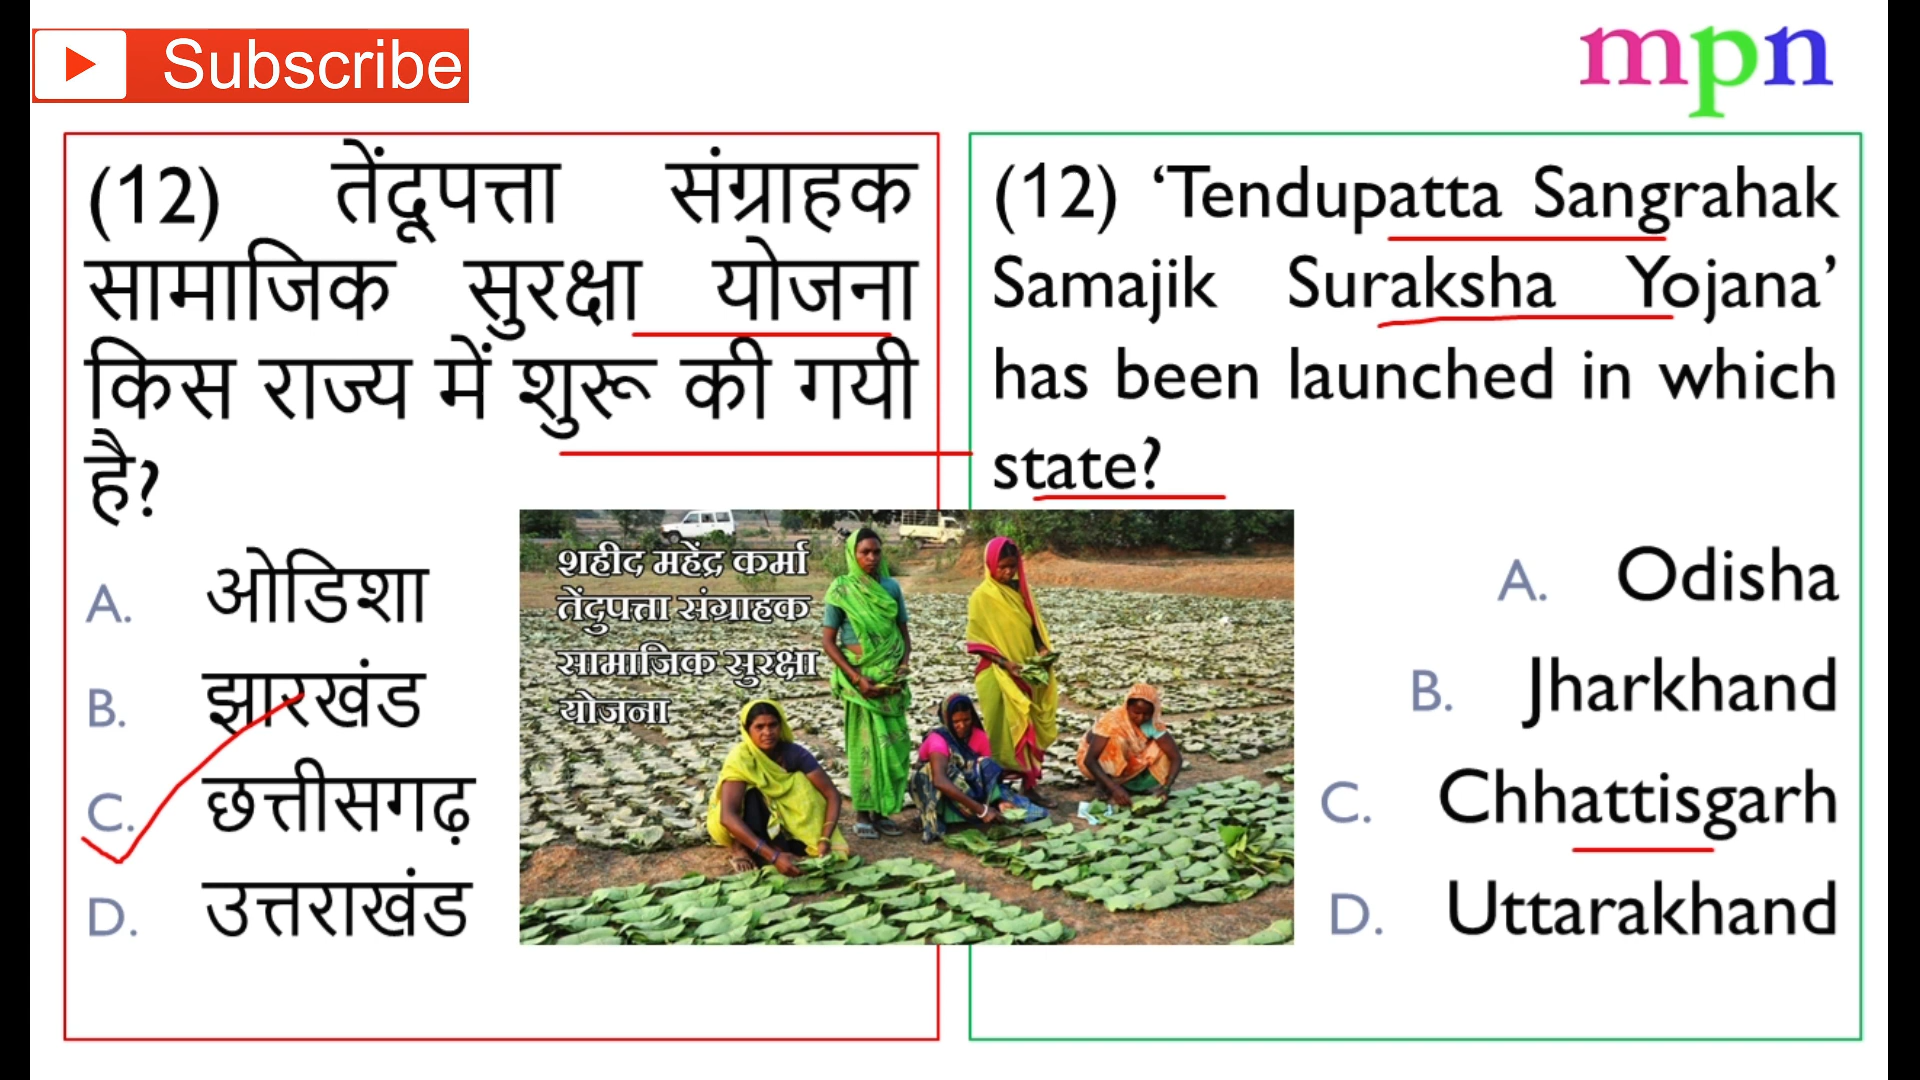 Subscribe
mpn
(12) तेंदूपत्ता संग्राहक
सामाजिक सुरक्षा योजना
किस राज्य में शुरू की गयी
है?
A. ओडिशा
B. झारखंड
C. छत्तीसगढ़
D. उत्तराखंड
शहीद महेंद्र कर्मा
तेंदुपत्ता संग्राहक
सामाजिक सुरक्षा
योजना
(12) ‘Tendupatta Sangrahak
Samajik Suraksha Yojana’
has been launched in which
state?
A. Odisha
B. Jharkhand
C. Chhattisgarh
D. Uttarakhand